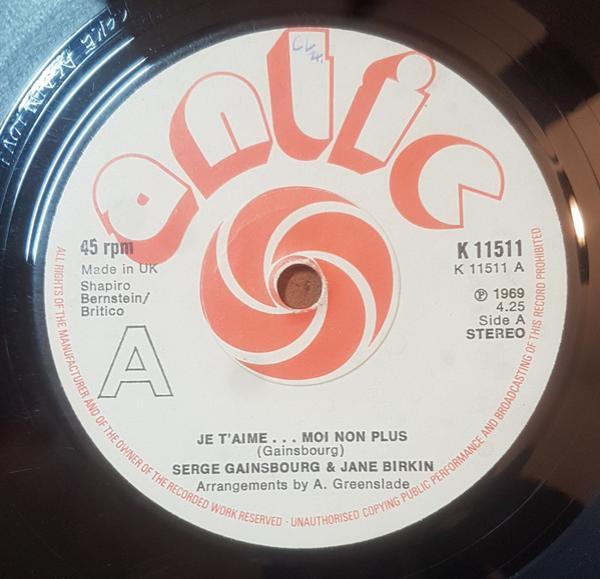 antic
45 rpm
Made in UK
Shapiro
Bernstein/
Britico
A
K 11511
K 11511 A
Ⓟ 1969
4.25
Side A
STEREO
JE T'AIME . . . MOI NON PLUS
(Gainsbourg)
SERGE GAINSBOURG & JANE BIRKIN
Arrangements by A. Greenslade
ALL RIGHTS OF THE MANUFACTURER AND OF THE OWNER OF THE RECORDED WORK RESERVED - UNAUTHORISED COPYING PUBLIC PERFORMANCE AND BROADCASTING OF THIS RECORD PROHIBITED